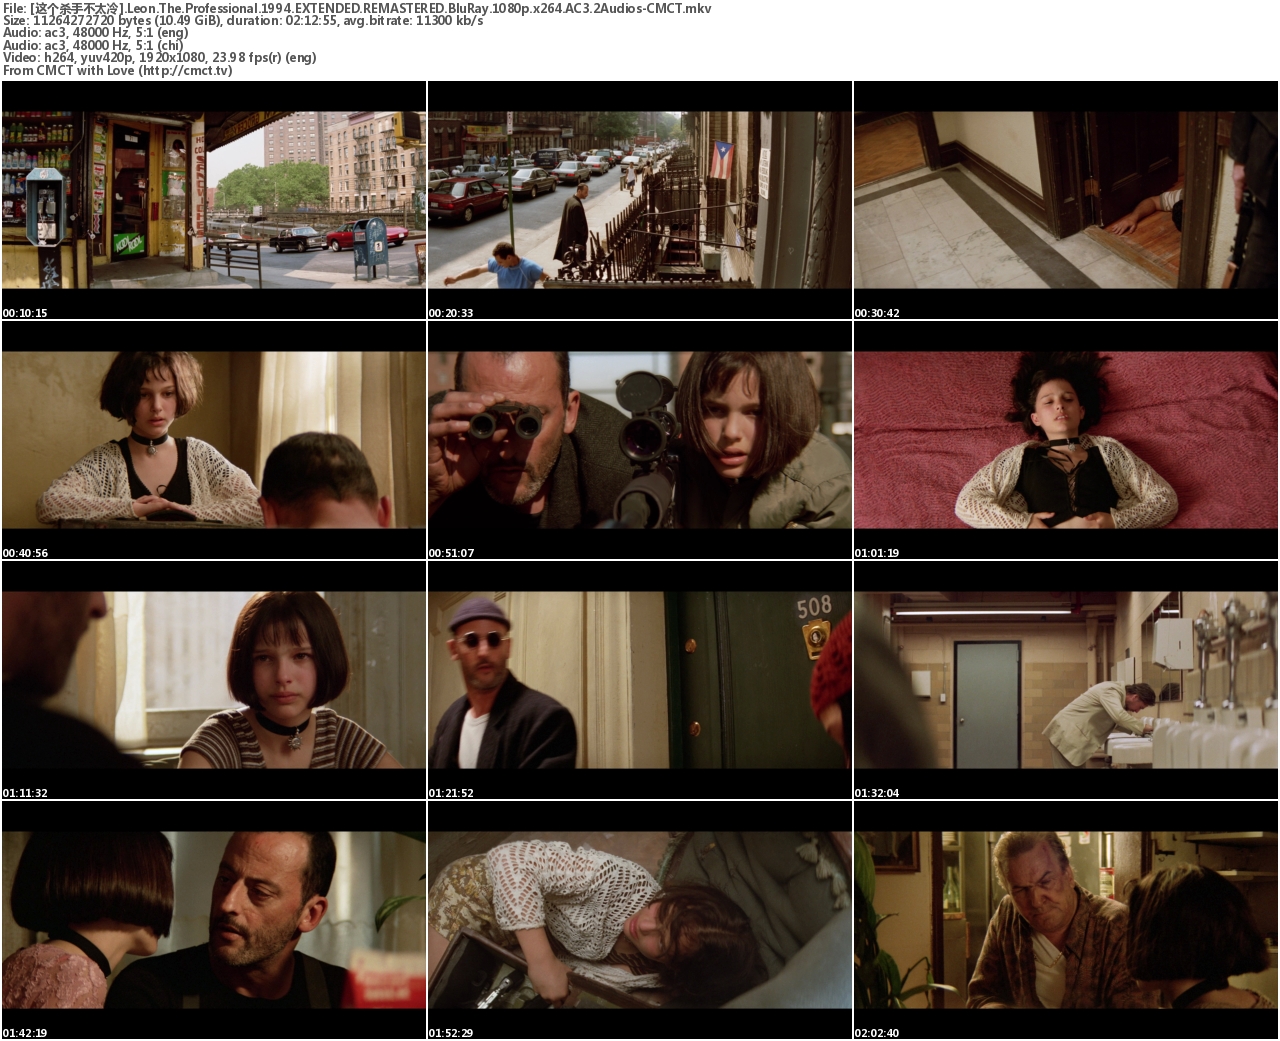 File: [这个杀手不太冷].Leon.The.Professional.1994.EXTENDED.REMASTERED.BluRay.1080p.x264.AC3.2Audios-CMCT.mkv
Size: 11264272720 bytes (10.49 GiB), duration: 02:12:55, avg.bitrate: 11300 kb/s
Audio: ac3, 48000 Hz, 5:1 (eng)
Audio: ac3, 48000 Hz, 5:1 (chi)
Video: h264, yuv420p, 1920x1080, 23.98 fps(r) (eng)
From CMCT with Love (http://cmct.tv)
00:10:15
00:20:33
00:30:42
00:40:56
00:51:07
01:01:19
508
01:11:32
01:21:52
01:32:04
01:42:19
01:52:29
02:02:40